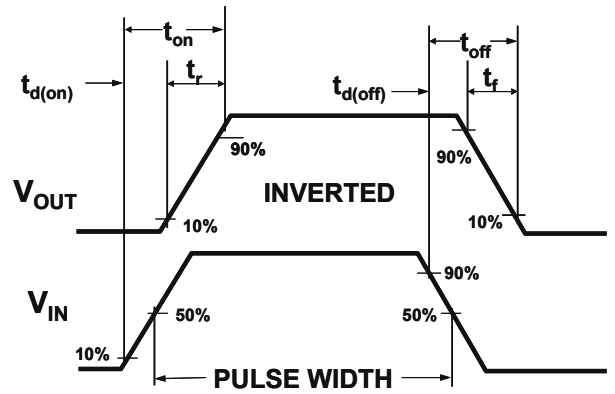 t_on
t_off
t_d(on)
t_r
t_d(off)
t_f
90%
90%
V_OUT
INVERTED
10%
10%
90%
V_IN
50%
50%
10%
PULSE WIDTH